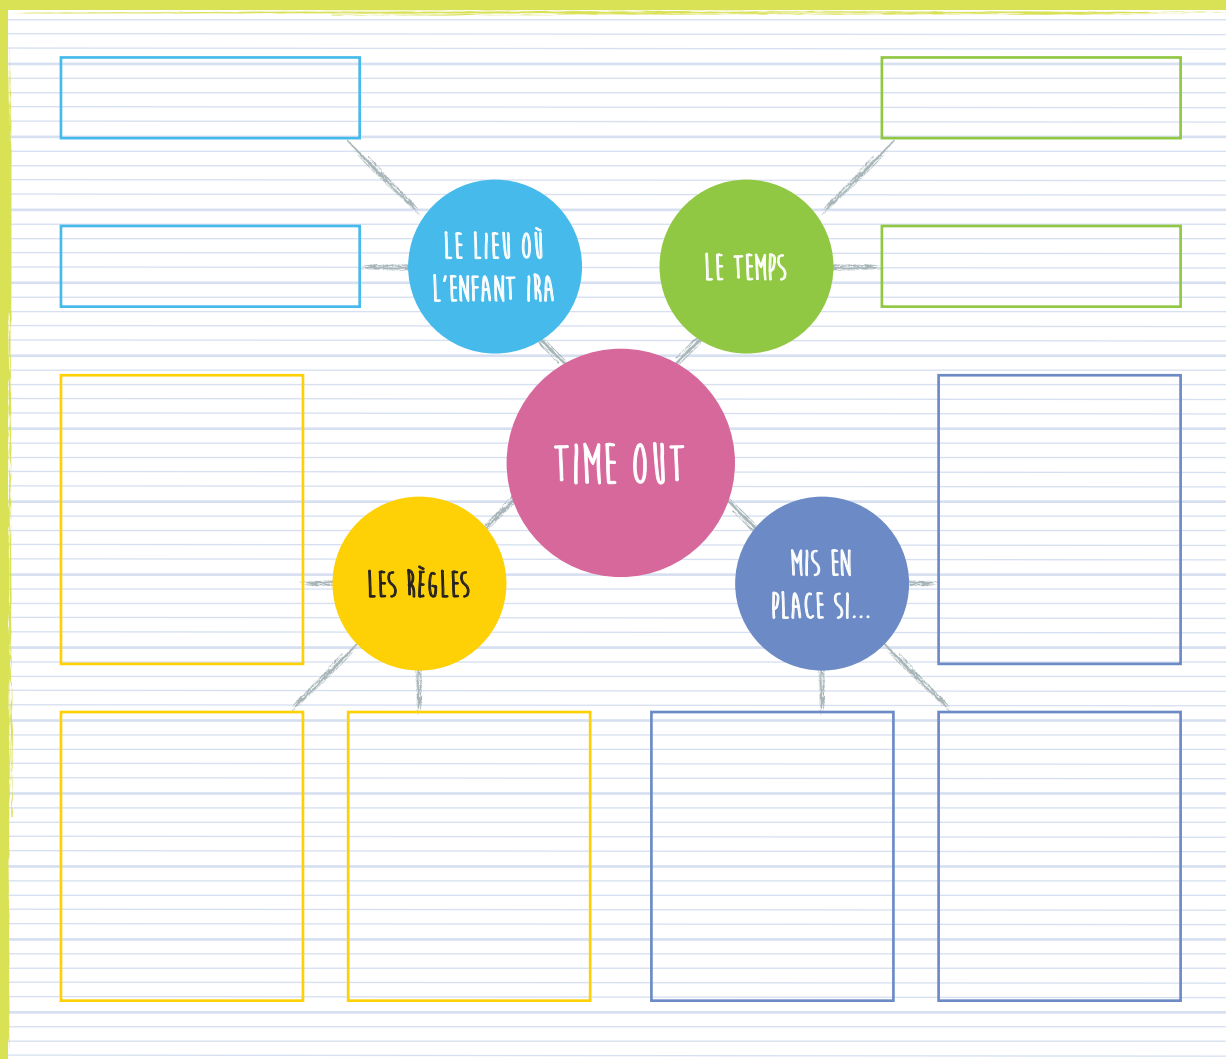 LE LIEU OÙ
L'ENFANT IRA
LE TEMPS
TIME OUT
LES RÈGLES
MIS EN
PLACE SI...